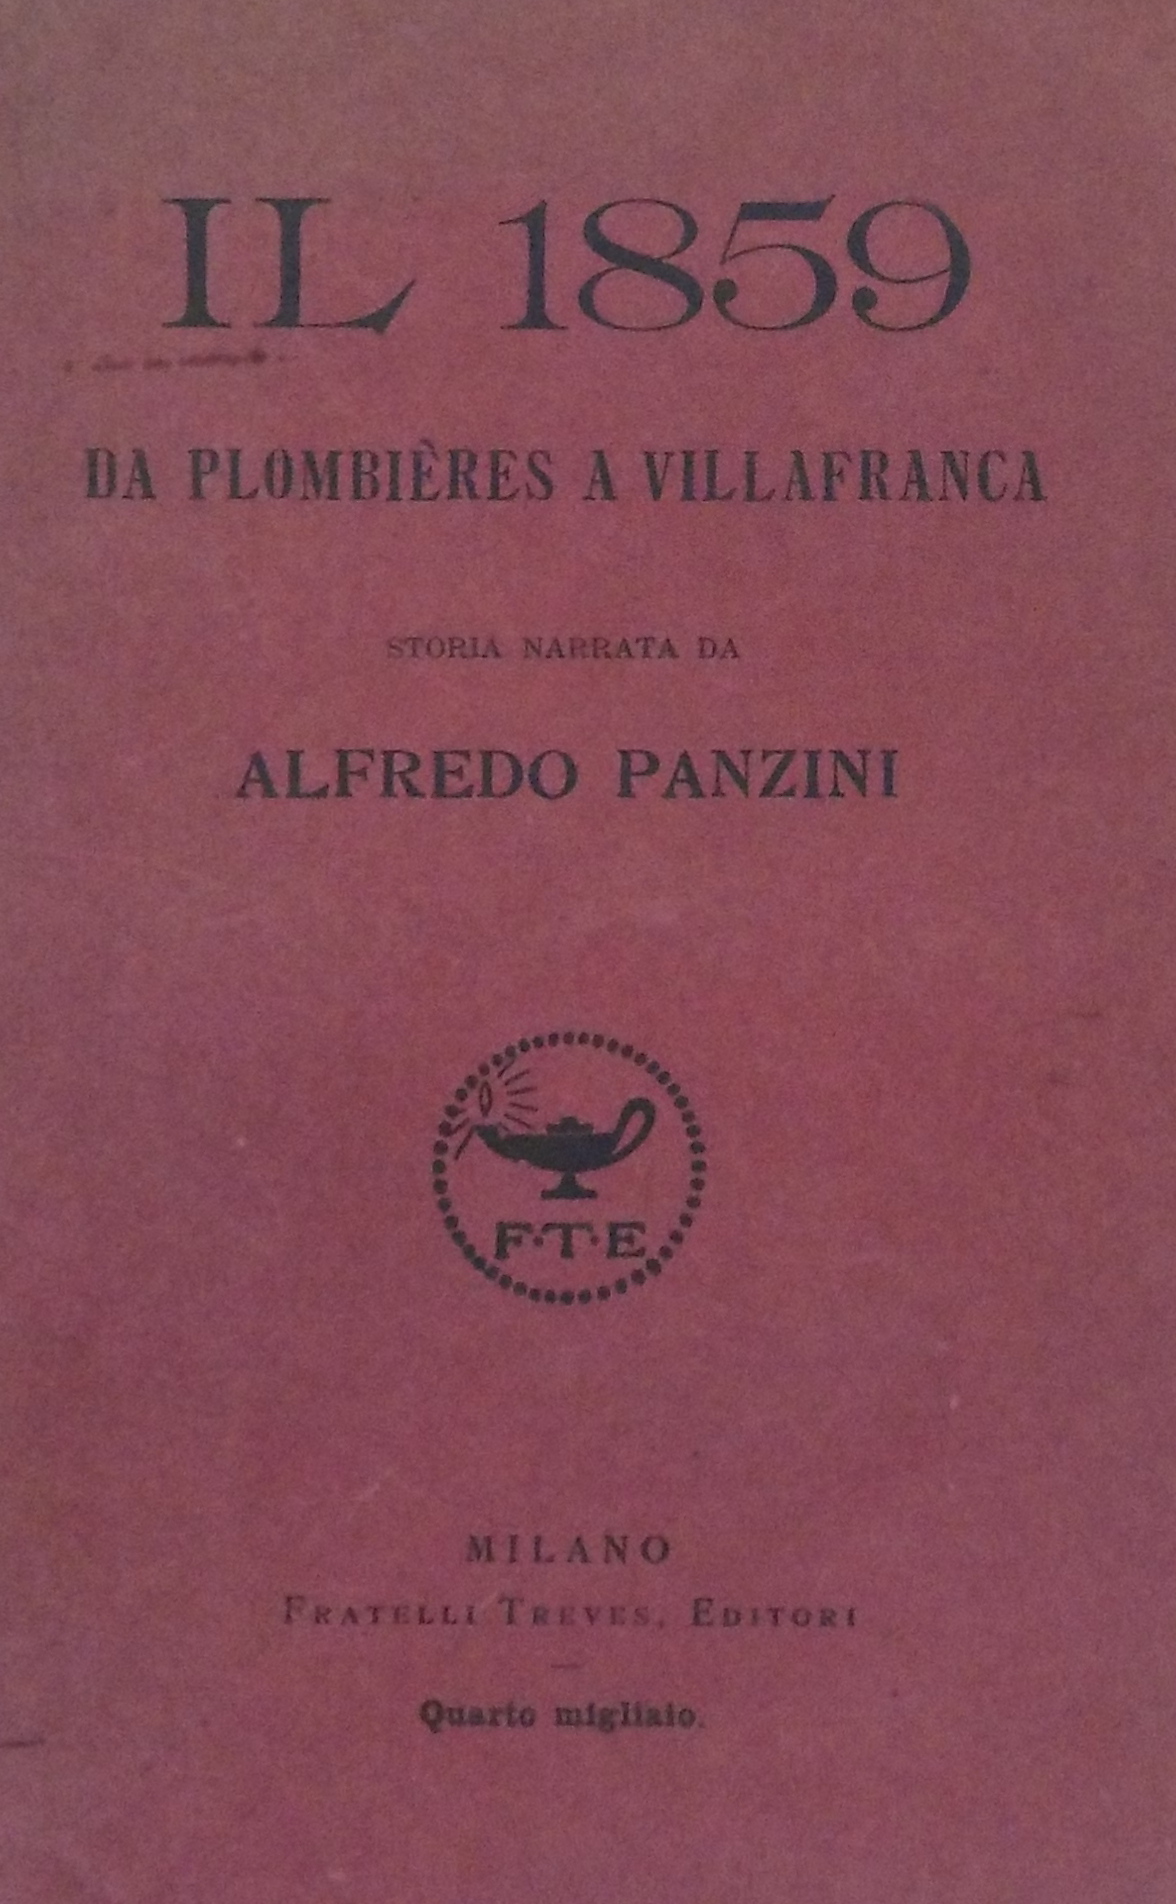 IL 1859
DA PLOMBIÈRES A VILLAFRANCA
STORIA NARRATA DA
ALFREDO PANZINI
F·T·E
MILANO
FRATELLI TREVES, EDITORI
Quarto migliaio.